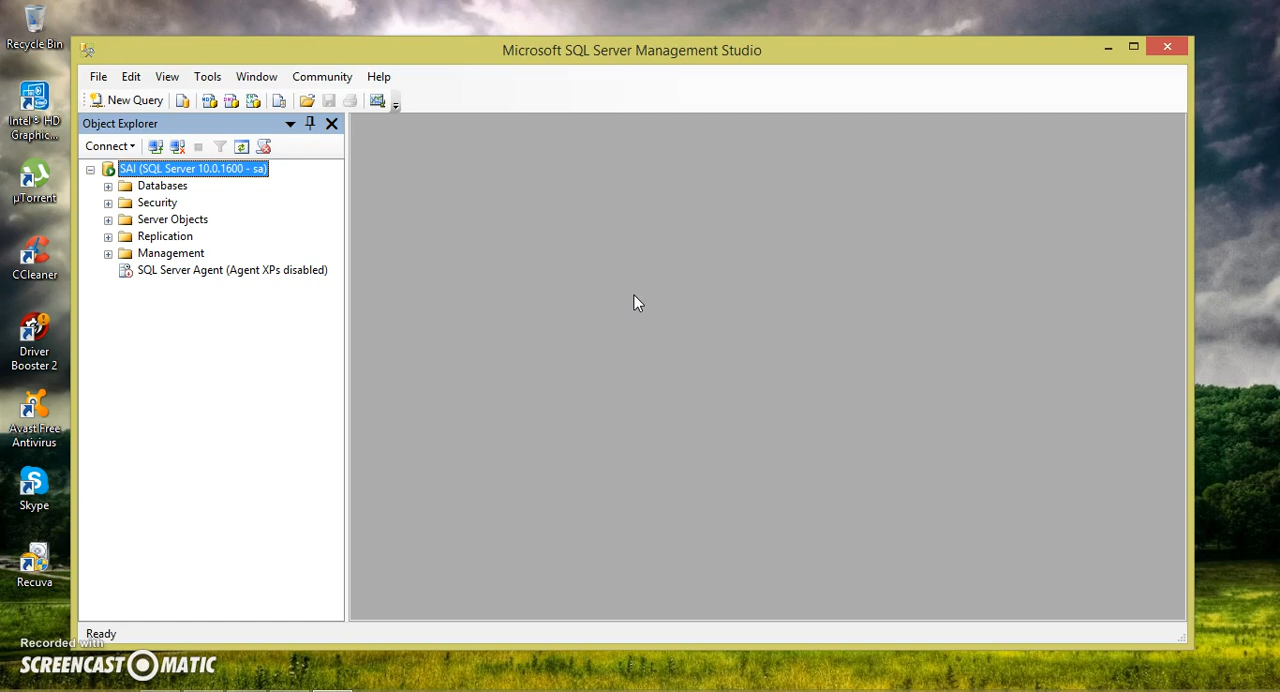 Recycle Bin
Intel® HD
Graphic...
µTorrent
CCleaner
Driver
Booster 2
Avast Free
Antivirus
Skype
Recuva
Microsoft SQL Server Management Studio
File Edit View Tools Window Community Help
New Query
Object Explorer
Connect
SAI (SQL Server 10.0.1600 - sa)
Databases
Security
Server Objects
Replication
Management
SQL Server Agent (Agent XPs disabled)
Ready
Recorded with
SCREENCAST-O-MATIC